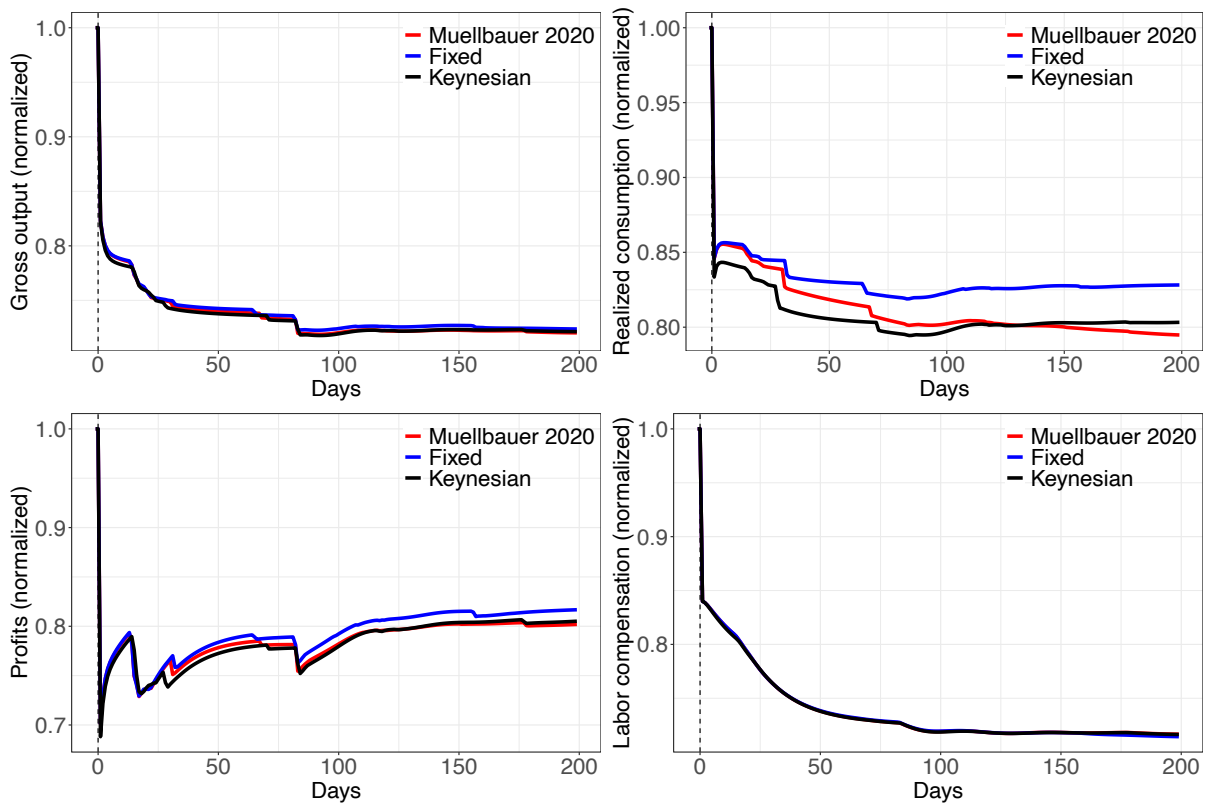 Gross output (normalized)
1.0
0.9
0.8
Muellbauer 2020
Fixed
Keynesian
0
50
100
150
200
Days
Realized consumption (normalized)
1.00
0.95
0.90
0.85
0.80
Muellbauer 2020
Fixed
Keynesian
0
50
100
150
200
Days
Profits (normalized)
1.0
0.9
0.8
0.7
Muellbauer 2020
Fixed
Keynesian
0
50
100
150
200
Days
Labor compensation (normalized)
1.0
0.9
0.8
Muellbauer 2020
Fixed
Keynesian
0
50
100
150
200
Days